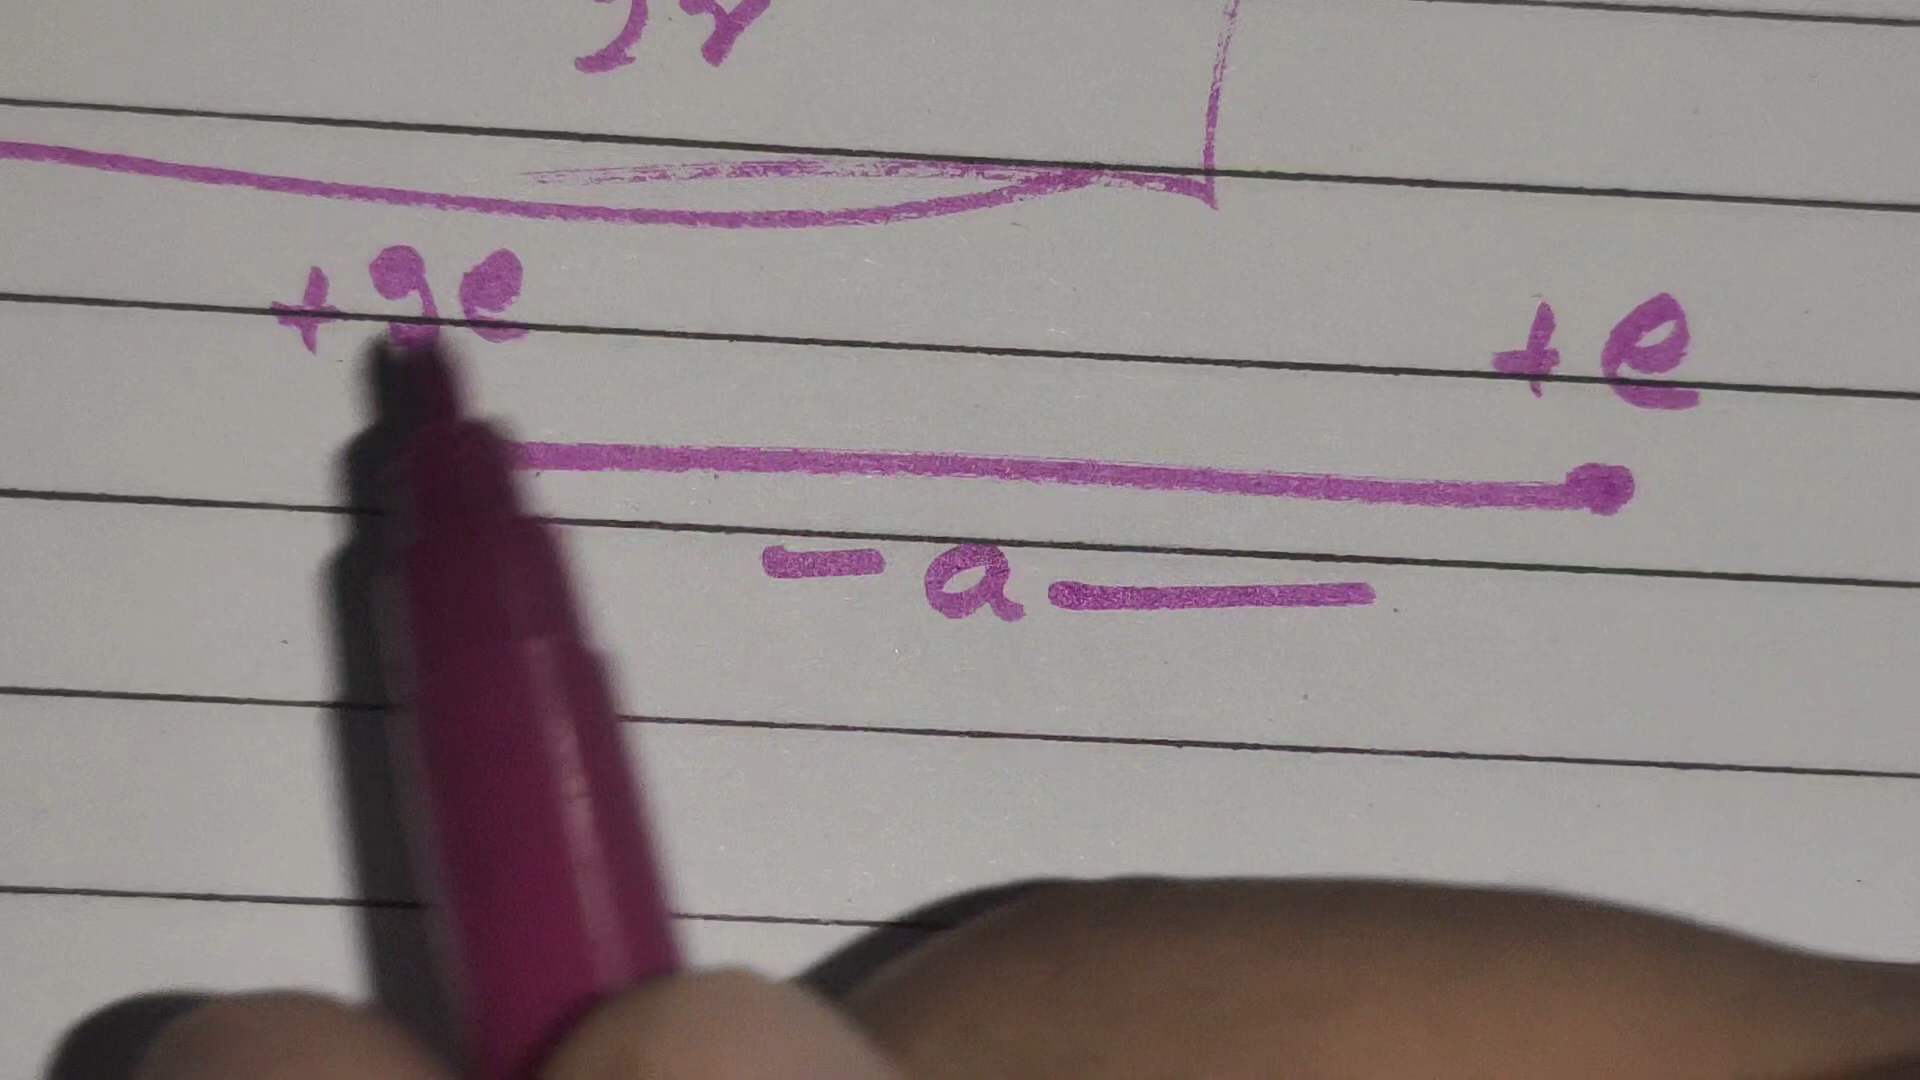 +9e +e
- a —